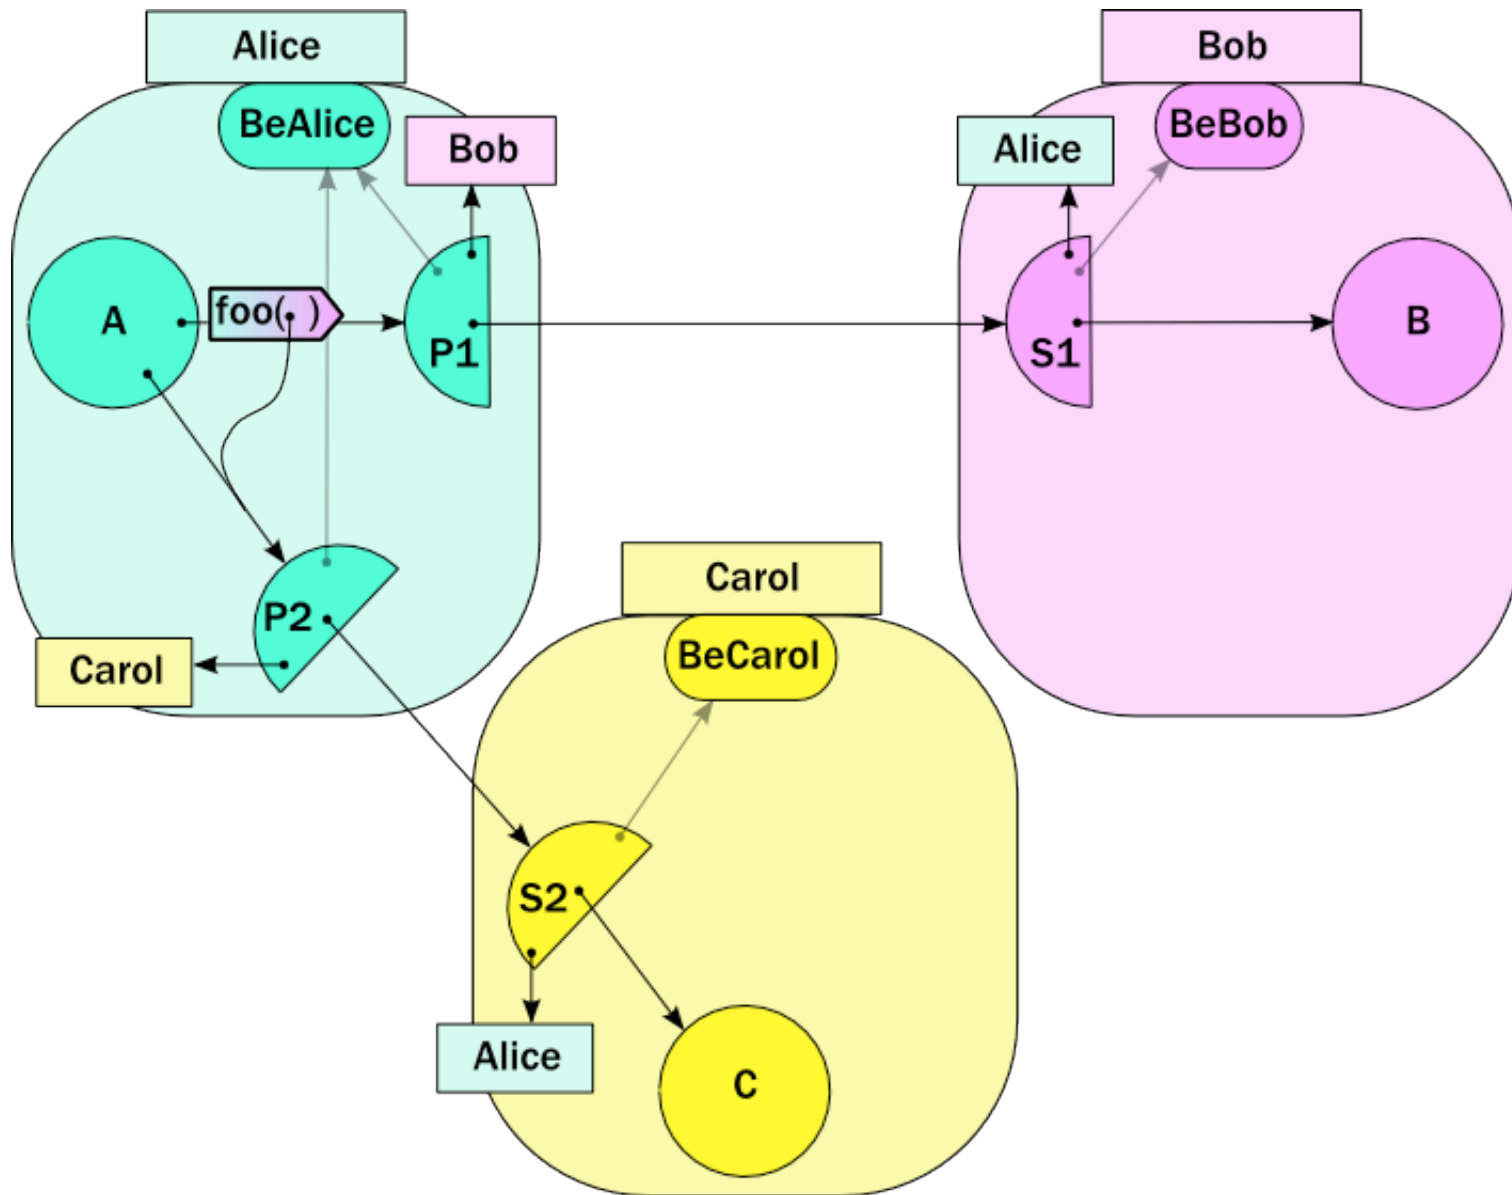 Alice
Bob
BeAlice
BeBob
Bob
Alice
A
foo( )
P1
S1
B
Carol
P2
BeCarol
Carol
S2
Alice
C